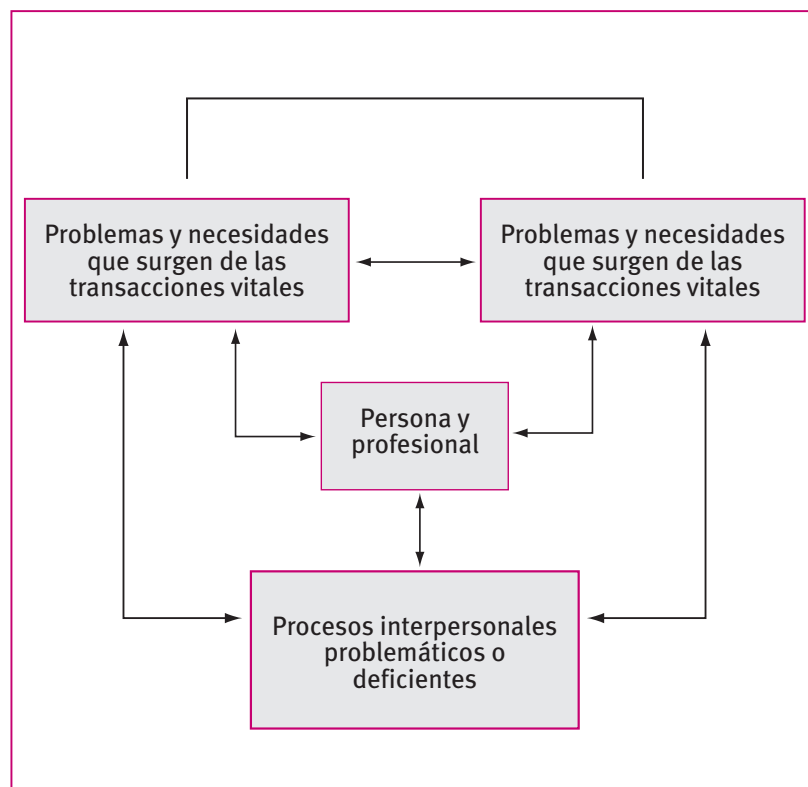 Problemas y necesidades
que surgen de las
transacciones vitales
Problemas y necesidades
que surgen de las
transacciones vitales
Persona y
profesional
Procesos interpersonales
problemáticos o
deficientes